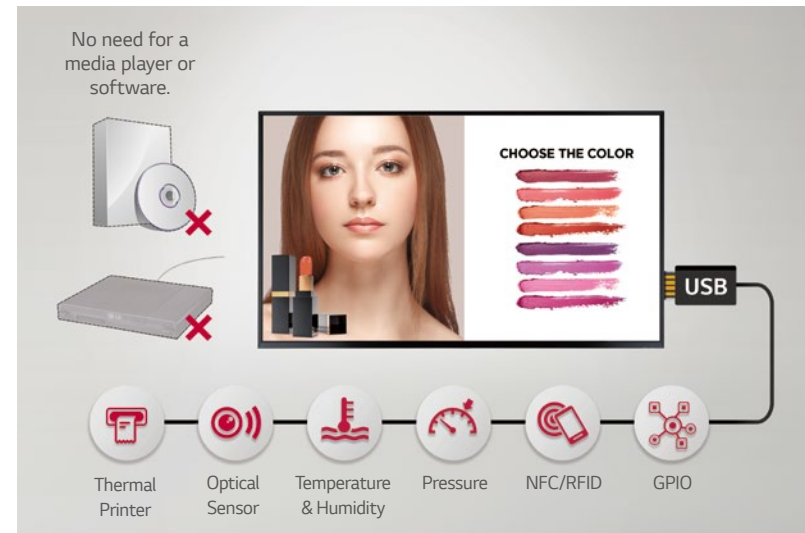 No need for a
media player or
software.
CHOOSE THE COLOR
USB
Thermal
Printer
Optical
Sensor
Temperature
& Humidity
Pressure
NFC/RFID
GPIO